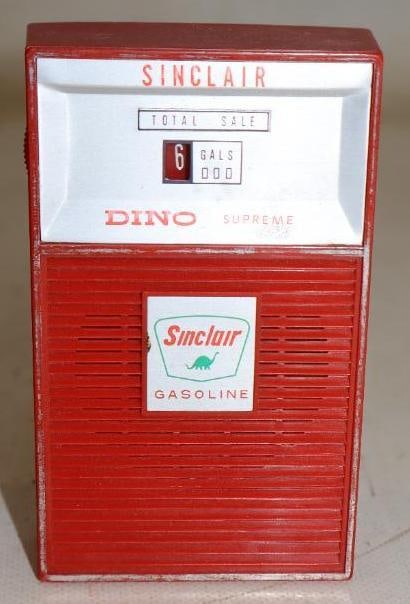 SINCLAIR
TOTAL SALE
6 GALS
000
DINO SUPREME
Sinclair
GASOLINE